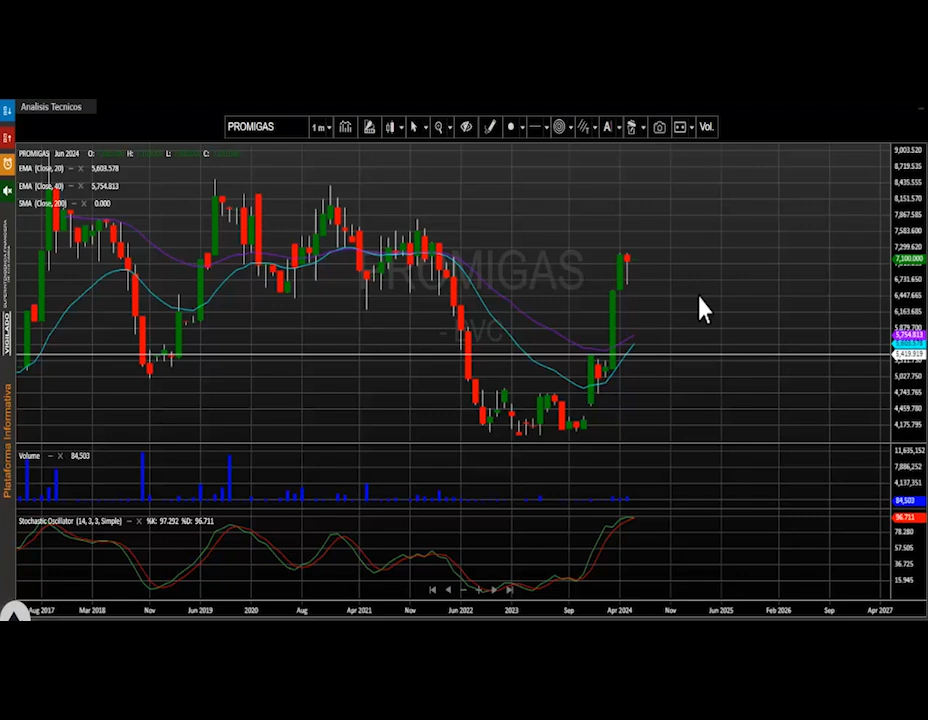 Analisis Tecnicos
PROMIGAS 1 m Vol.
PROMIGAS Jun 2024 O: H: L: C:
EMA (Close, 20) 5,603.578
EMA (Close, 40) 5,754.813
SMA (Close, 200) 0.000
PROMIGAS
- BVC
9,003.520
8,719.535
8,435.555
8,151.570
7,867.585
7,583.600
7,299.620
7,100.000
6,731.650
6,447.665
6,163.685
5,879.700
5,754.813
5,419.919
5,027.750
4,743.765
4,459.780
4,175.795
Volume 84,503
11,635,152
7,886,252
4,137,351
84,503
Stochastic Oscillator (14, 3, 3, Simple) %K: 97.292 %D: 96.711
96.711
78.280
57.505
36.725
15.945
Aug 2017 Mar 2018 Nov Jun 2019 2020 Aug Apr 2021 Nov Jun 2022 2023 Sep Apr 2024 Nov Jun 2025 Feb 2026 Sep Apr 2027
VIGILADO
Plataforma Informativa